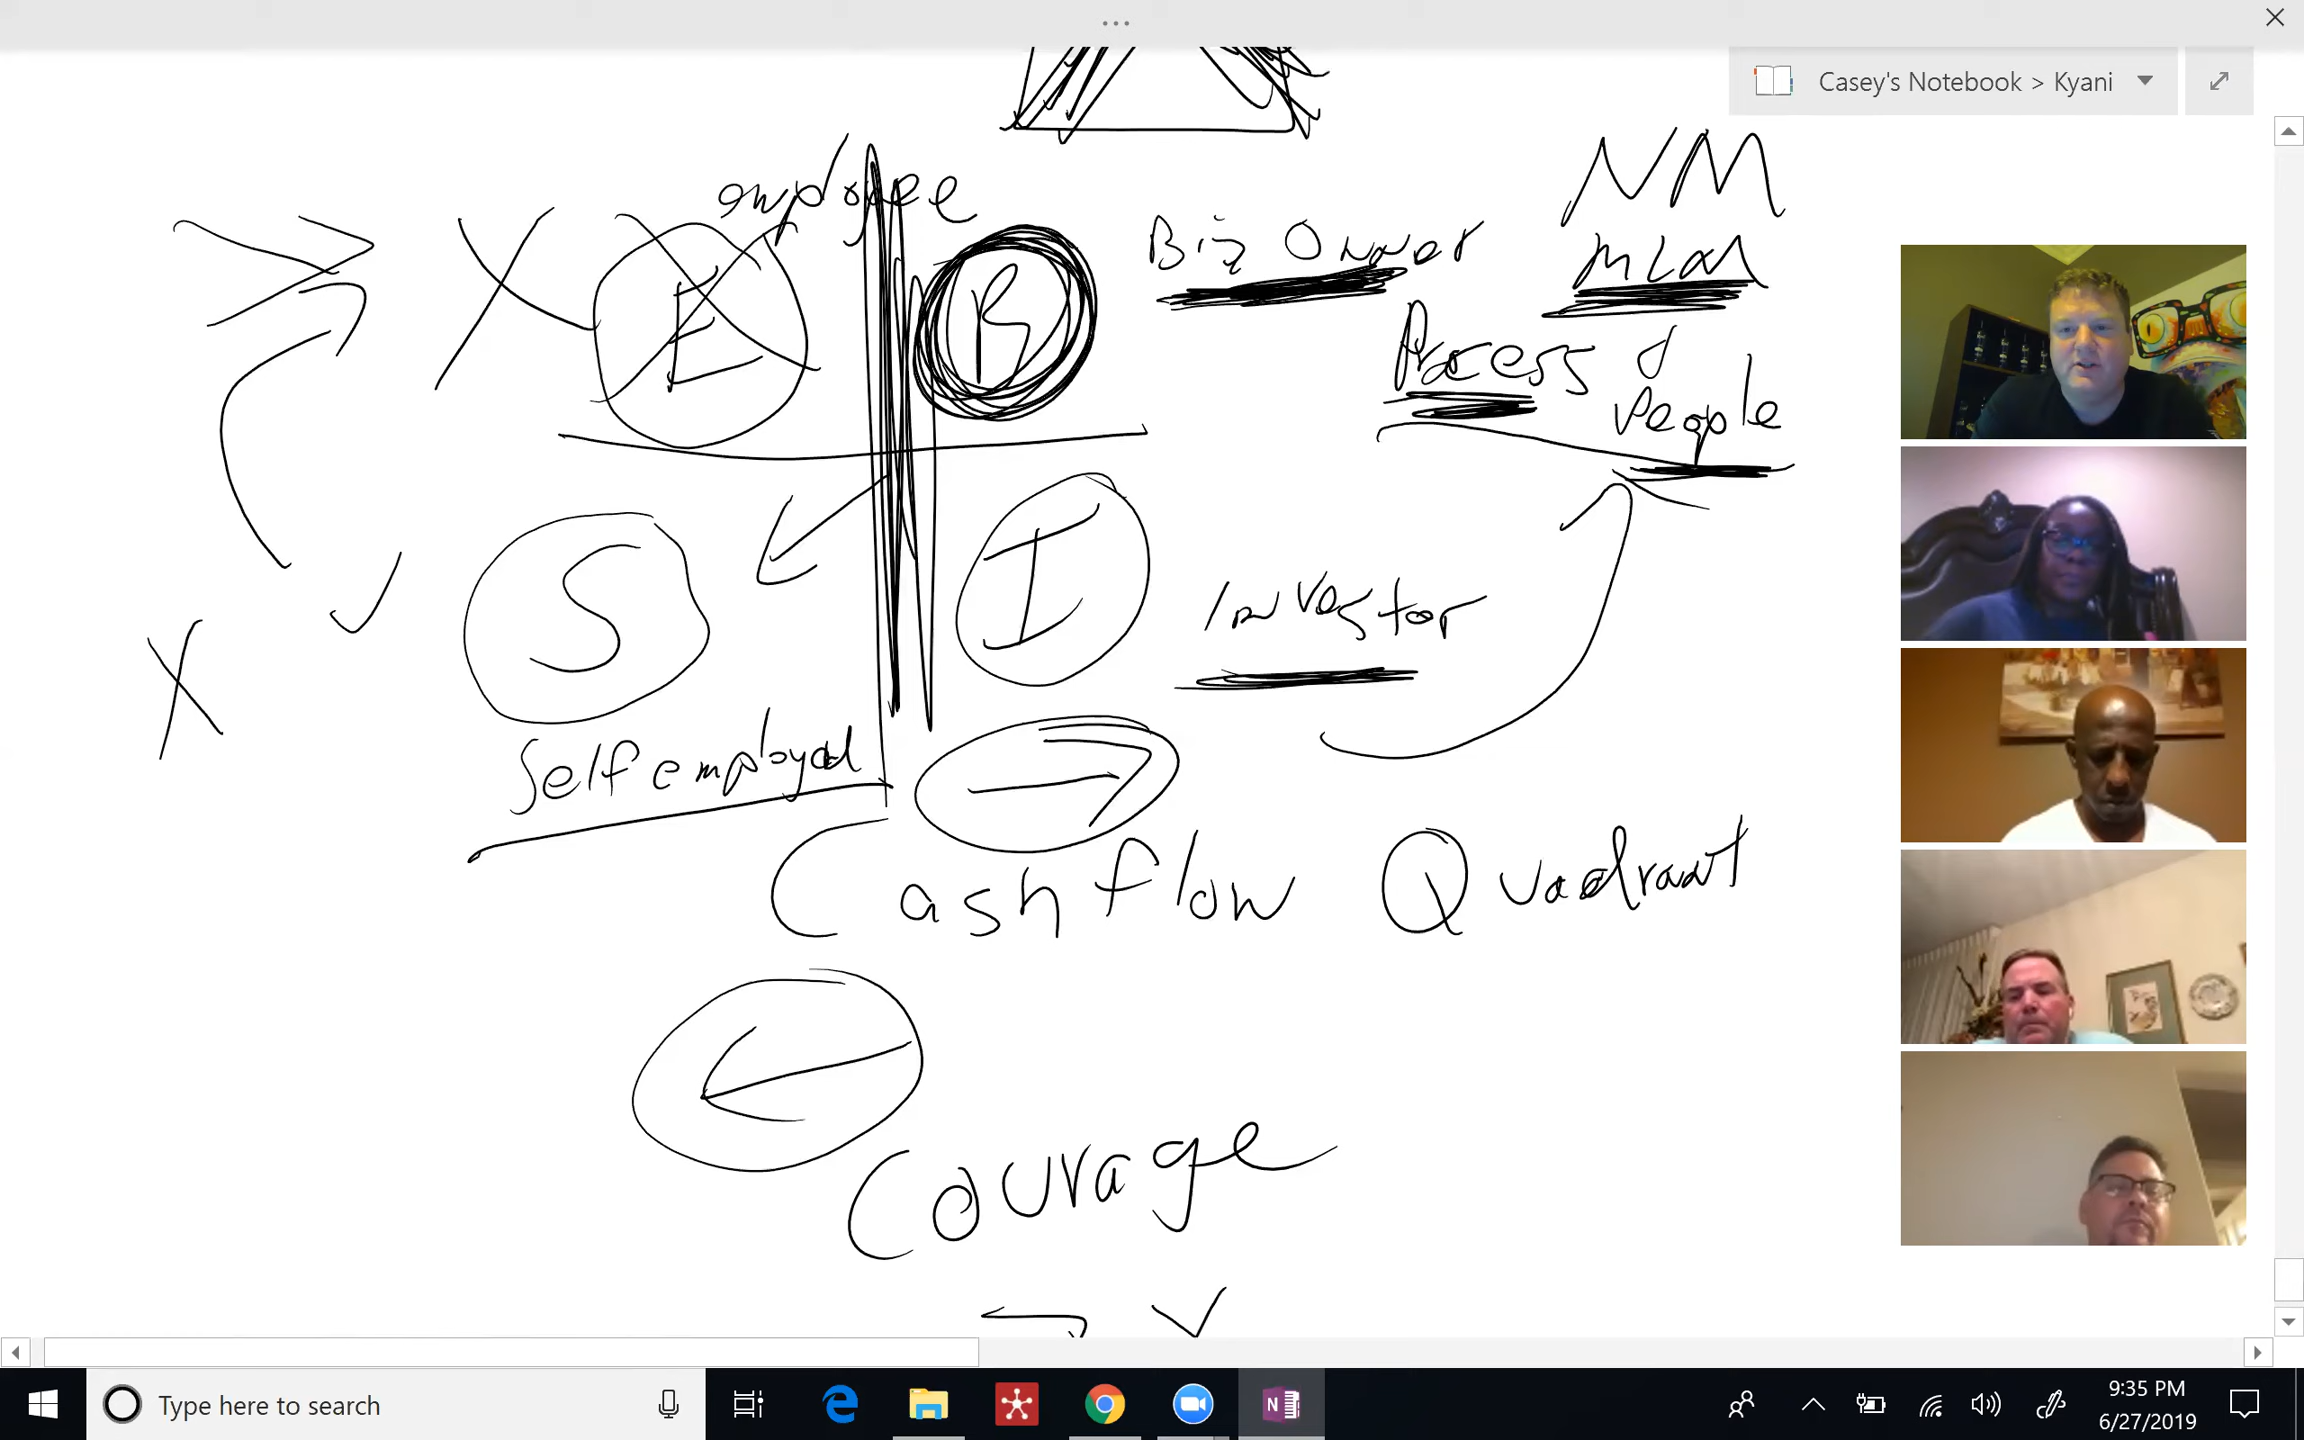 Casey's Notebook > Kyani
employee
NM
E
B
Biz Owner
MLM
Process &
People
S
I
Investor
Self employed
Cashflow Quadrant
Courage
Type here to search
N
9:35 PM
6/27/2019